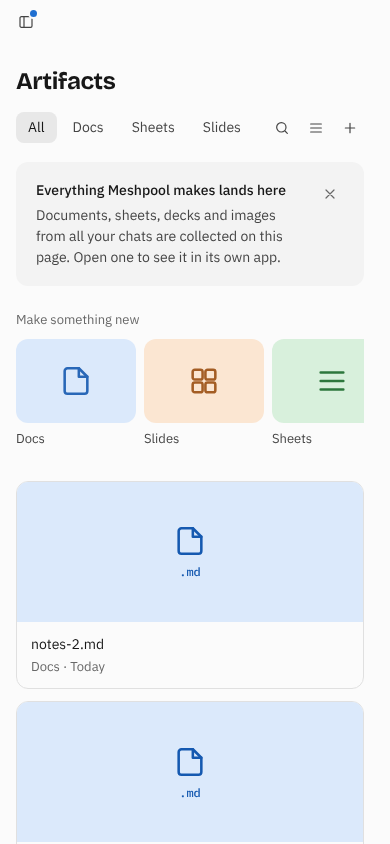 Artifacts
All Docs Sheets Slides
Everything Meshpool makes lands here
Documents, sheets, decks and images
from all your chats are collected on this
page. Open one to see it in its own app.
Make something new
Docs Slides Sheets
.md
notes-2.md
Docs · Today
.md